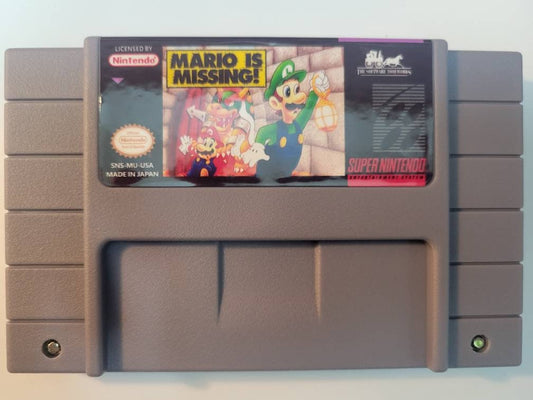 LICENSED BY
Nintendo
MARIO IS
MISSING!
THE SOFTWARE TOOLWORKS
Nintendo
SNS-MU-USA
MADE IN JAPAN
SUPER NINTENDO
ENTERTAINMENT SYSTEM